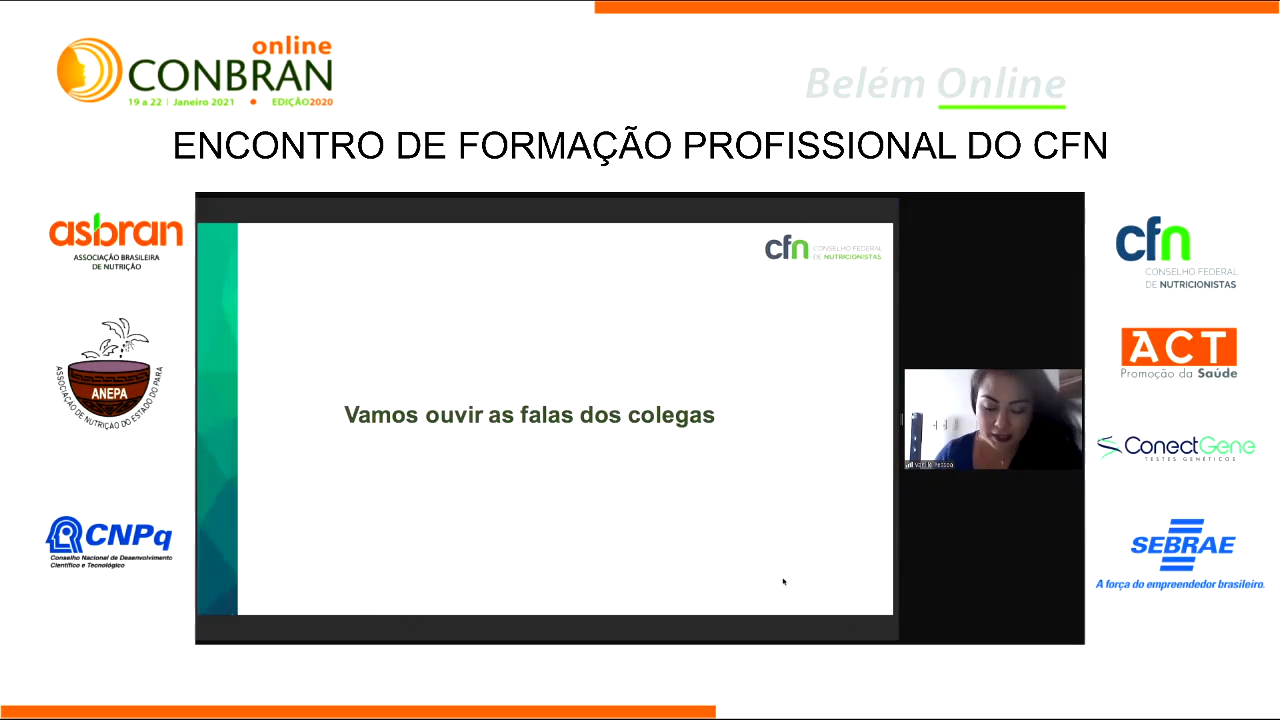 online
CONBRAN
19 a 22 | Janeiro 2021 • EDIÇÃO2020
Belém Online
ENCONTRO DE FORMAÇÃO PROFISSIONAL DO CFN
asbran
ASSOCIAÇÃO BRASILEIRA
DE NUTRIÇÃO
ANEPA
ASSOCIAÇÃO DE NUTRIÇÃO DO ESTADO DO PARÁ
CNPq
Conselho Nacional de Desenvolvimento
Científico e Tecnológico
cfn
CONSELHO FEDERAL
DE NUTRICIONISTAS
Vamos ouvir as falas dos colegas
Pessoa
cfn
CONSELHO FEDERAL
DE NUTRICIONISTAS
ACT
Promoção da Saúde
ConectGene
TESTES GENÉTICOS
SEBRAE
A força do empreendedor brasileiro.